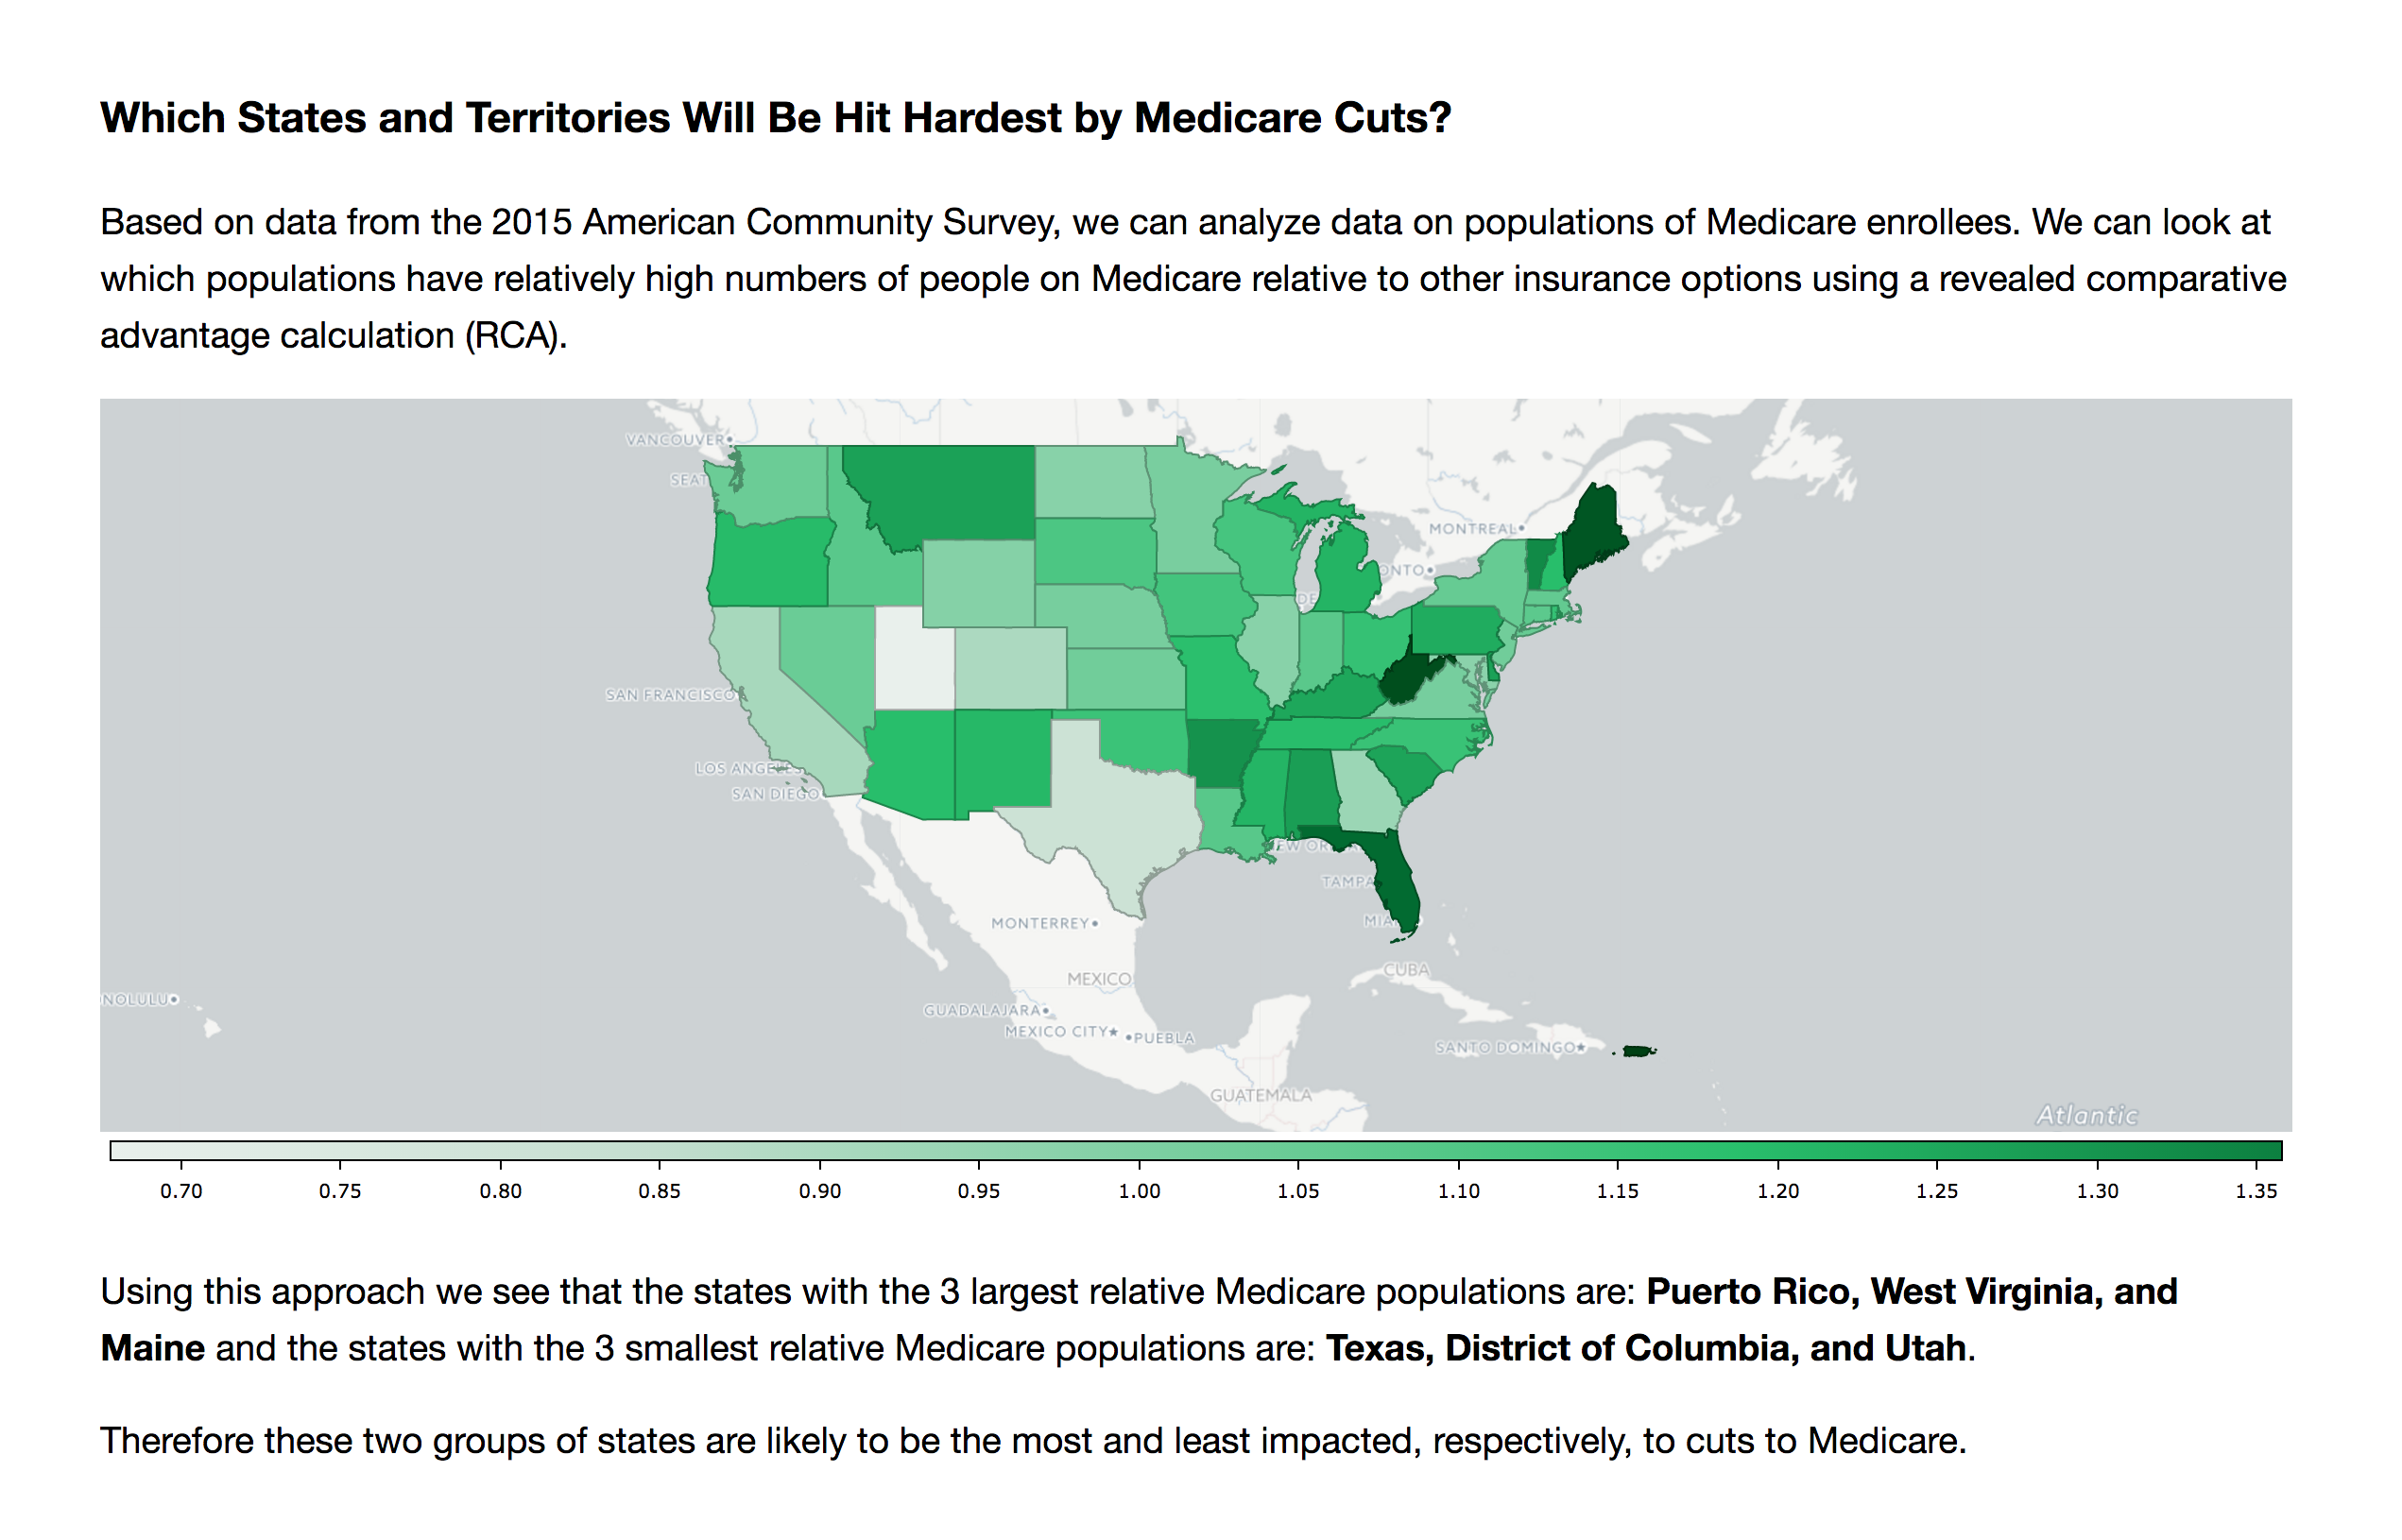 Which States and Territories Will Be Hit Hardest by Medicare Cuts?
Based on data from the 2015 American Community Survey, we can analyze data on populations of Medicare enrollees. We can look at
which populations have relatively high numbers of people on Medicare relative to other insurance options using a revealed comparative
advantage calculation (RCA).
VANCOUVER
SEAT
MONTREAL
ONTO
DE
SAN FRANCISCO
LOS ANGELES
SAN DIEGO
EW OR
TAMPA
MIA
MONTERREY
CUBA
MEXICO
NOLULU
GUADALAJARA
MEXICO CITY
PUEBLA
SANTO DOMINGO
GUATEMALA
Atlantic
0.70 0.75 0.80 0.85 0.90 0.95 1.00 1.05 1.10 1.15 1.20 1.25 1.30 1.35
Using this approach we see that the states with the 3 largest relative Medicare populations are: Puerto Rico, West Virginia, and
Maine and the states with the 3 smallest relative Medicare populations are: Texas, District of Columbia, and Utah.
Therefore these two groups of states are likely to be the most and least impacted, respectively, to cuts to Medicare.